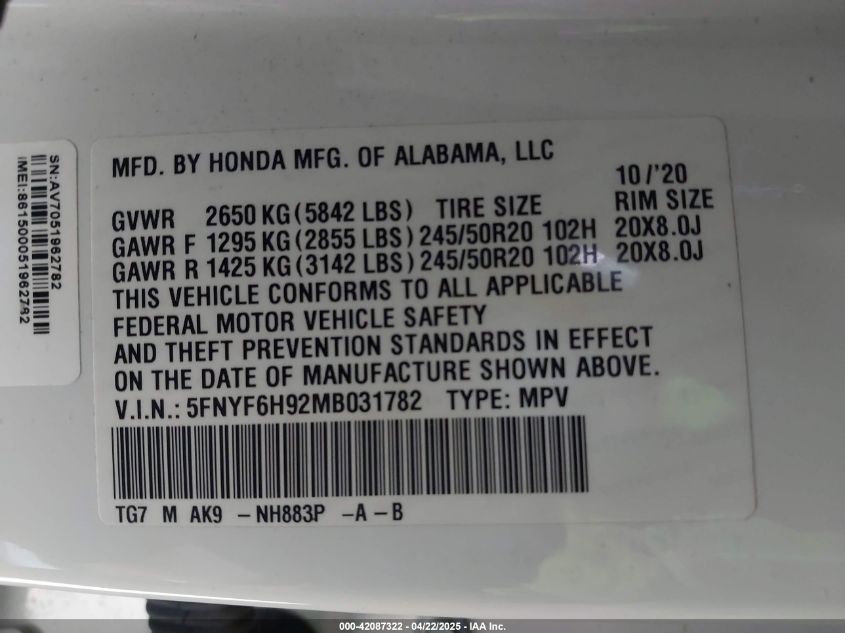 MFD. BY HONDA MFG. OF ALABAMA, LLC
10/'20
GVWR 2650 KG (5842 LBS) TIRE SIZE RIM SIZE
GAWR F 1295 KG (2855 LBS) 245/50R20 102H 20X8.0J
GAWR R 1425 KG (3142 LBS) 245/50R20 102H 20X8.0J
THIS VEHICLE CONFORMS TO ALL APPLICABLE
FEDERAL MOTOR VEHICLE SAFETY
AND THEFT PREVENTION STANDARDS IN EFFECT
ON THE DATE OF MANUFACTURE SHOWN ABOVE.
V.I.N.: 5FNYF6H92MB031782 TYPE: MPV
TG7 M AK9 – NH883P – A – B
SN:AV7051962782
IMEI:861500051962782
000-42087322 - 04/22/2025 - IAA Inc.